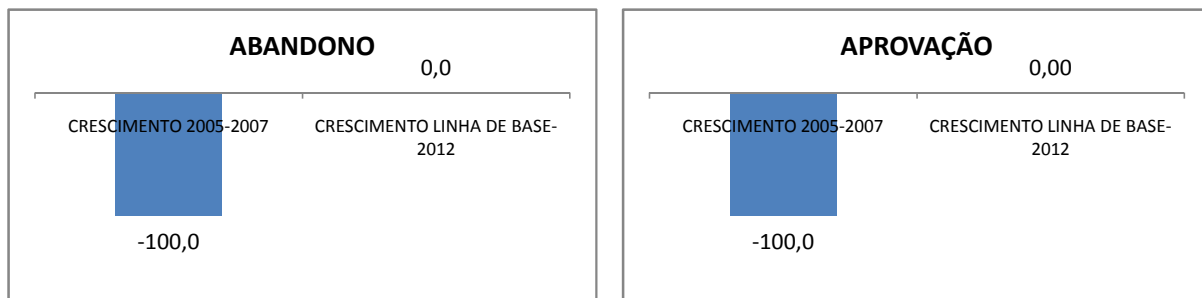 ABANDONO
0,0
CRESCIMENTO 2005-2007
CRESCIMENTO LINHA DE BASE-
2012
-100,0
APROVAÇÃO
0,00
CRESCIMENTO 2005-2007
CRESCIMENTO LINHA DE BASE-
2012
-100,0